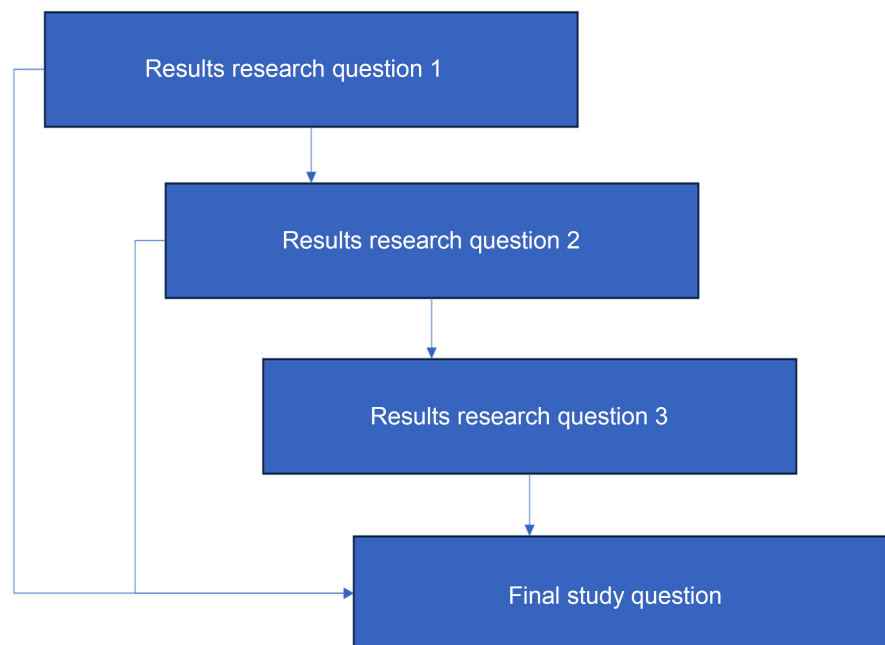 Results research question 1
Results research question 2
Results research question 3
Final study question